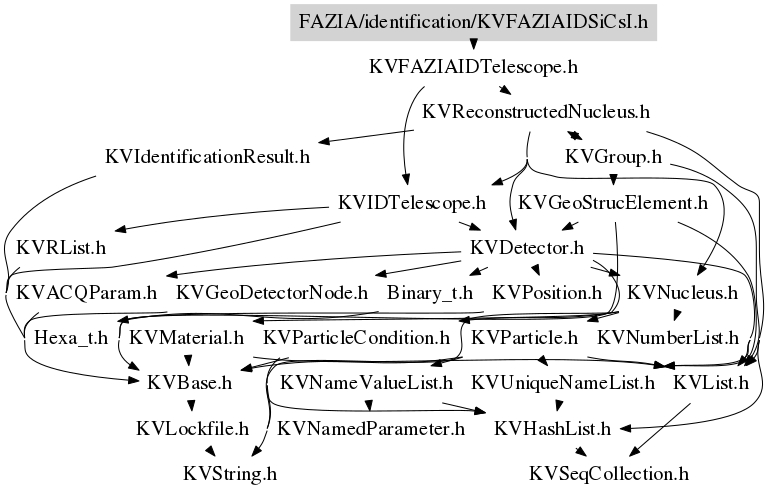 FAZIA/identification/KVFAZIAIDSiCsI.h
KVFAZIAIDTelescope.h
KVReconstructedNucleus.h
KVIdentificationResult.h
KVGroup.h
KVIDTelescope.h
KVGeoStrucElement.h
KVRList.h
KVDetector.h
KVACQParam.h
KVGeoDetectorNode.h
Binary_t.h
KVPosition.h
KVNucleus.h
Hexa_t.h
KVMaterial.h
KVParticleCondition.h
KVParticle.h
KVNumberList.h
KVBase.h
KVNameValueList.h
KVUniqueNameList.h
KVList.h
KVLockfile.h
KVNamedParameter.h
KVHashList.h
KVString.h
KVSeqCollection.h